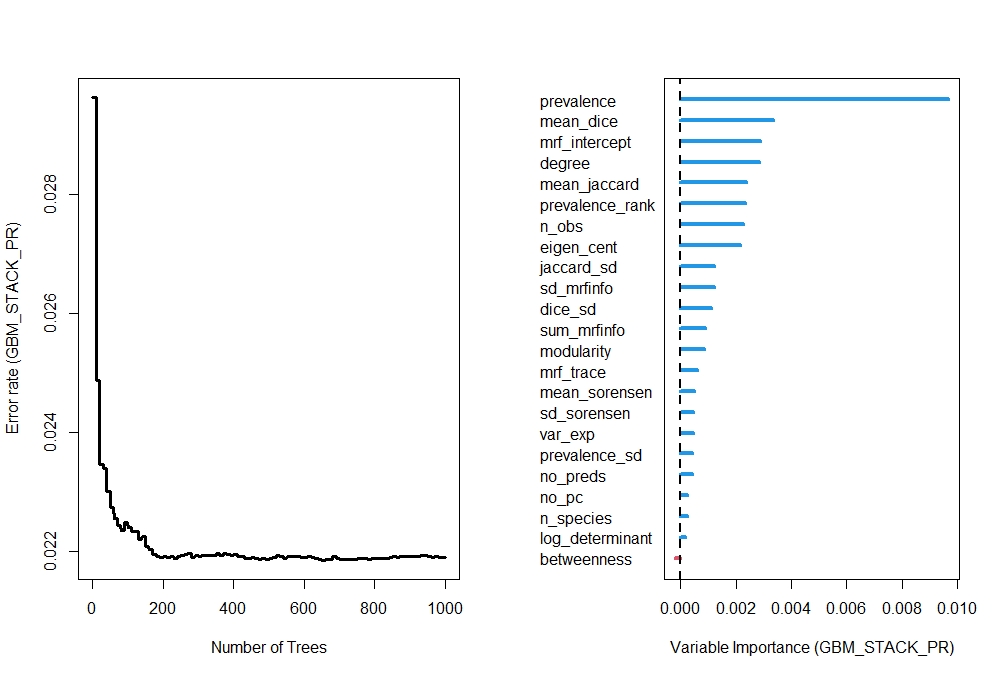 Error rate (GBM_STACK_PR)
0.022
0.024
0.026
0.028
0 200 400 600 800 1000
Number of Trees
prevalence
mean_dice
mrf_intercept
degree
mean_jaccard
prevalence_rank
n_obs
eigen_cent
jaccard_sd
sd_mrfinfo
dice_sd
sum_mrfinfo
modularity
mrf_trace
mean_sorensen
sd_sorensen
var_exp
prevalence_sd
no_preds
no_pc
n_species
log_determinant
betweenness
0.000 0.002 0.004 0.006 0.008 0.010
Variable Importance (GBM_STACK_PR)